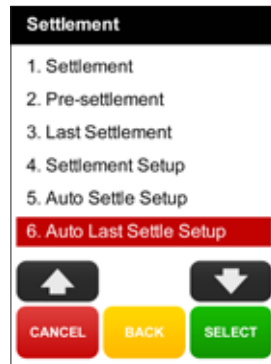 Settlement
1. Settlement
2. Pre-settlement
3. Last Settlement
4. Settlement Setup
5. Auto Settle Setup
6. Auto Last Settle Setup
CANCEL BACK SELECT